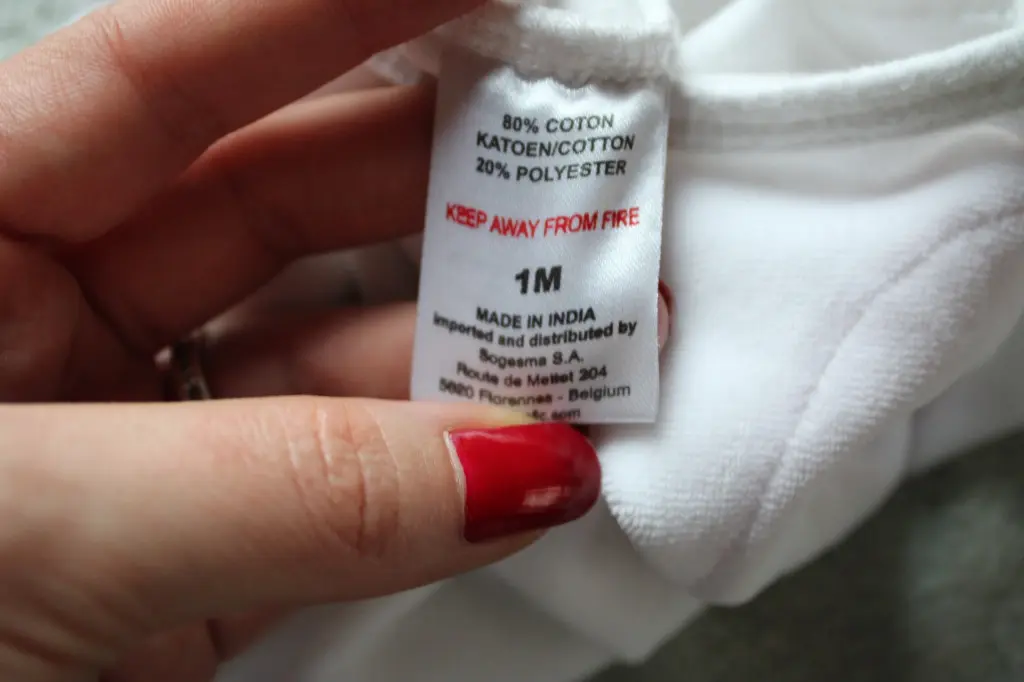 80% COTON
KATOEN/COTTON
20% POLYESTER
KEEP AWAY FROM FIRE
1M
MADE IN INDIA
imported and distributed by
Sogesma S.A.
Route de Mettet 204
5620 Florennes - Belgium